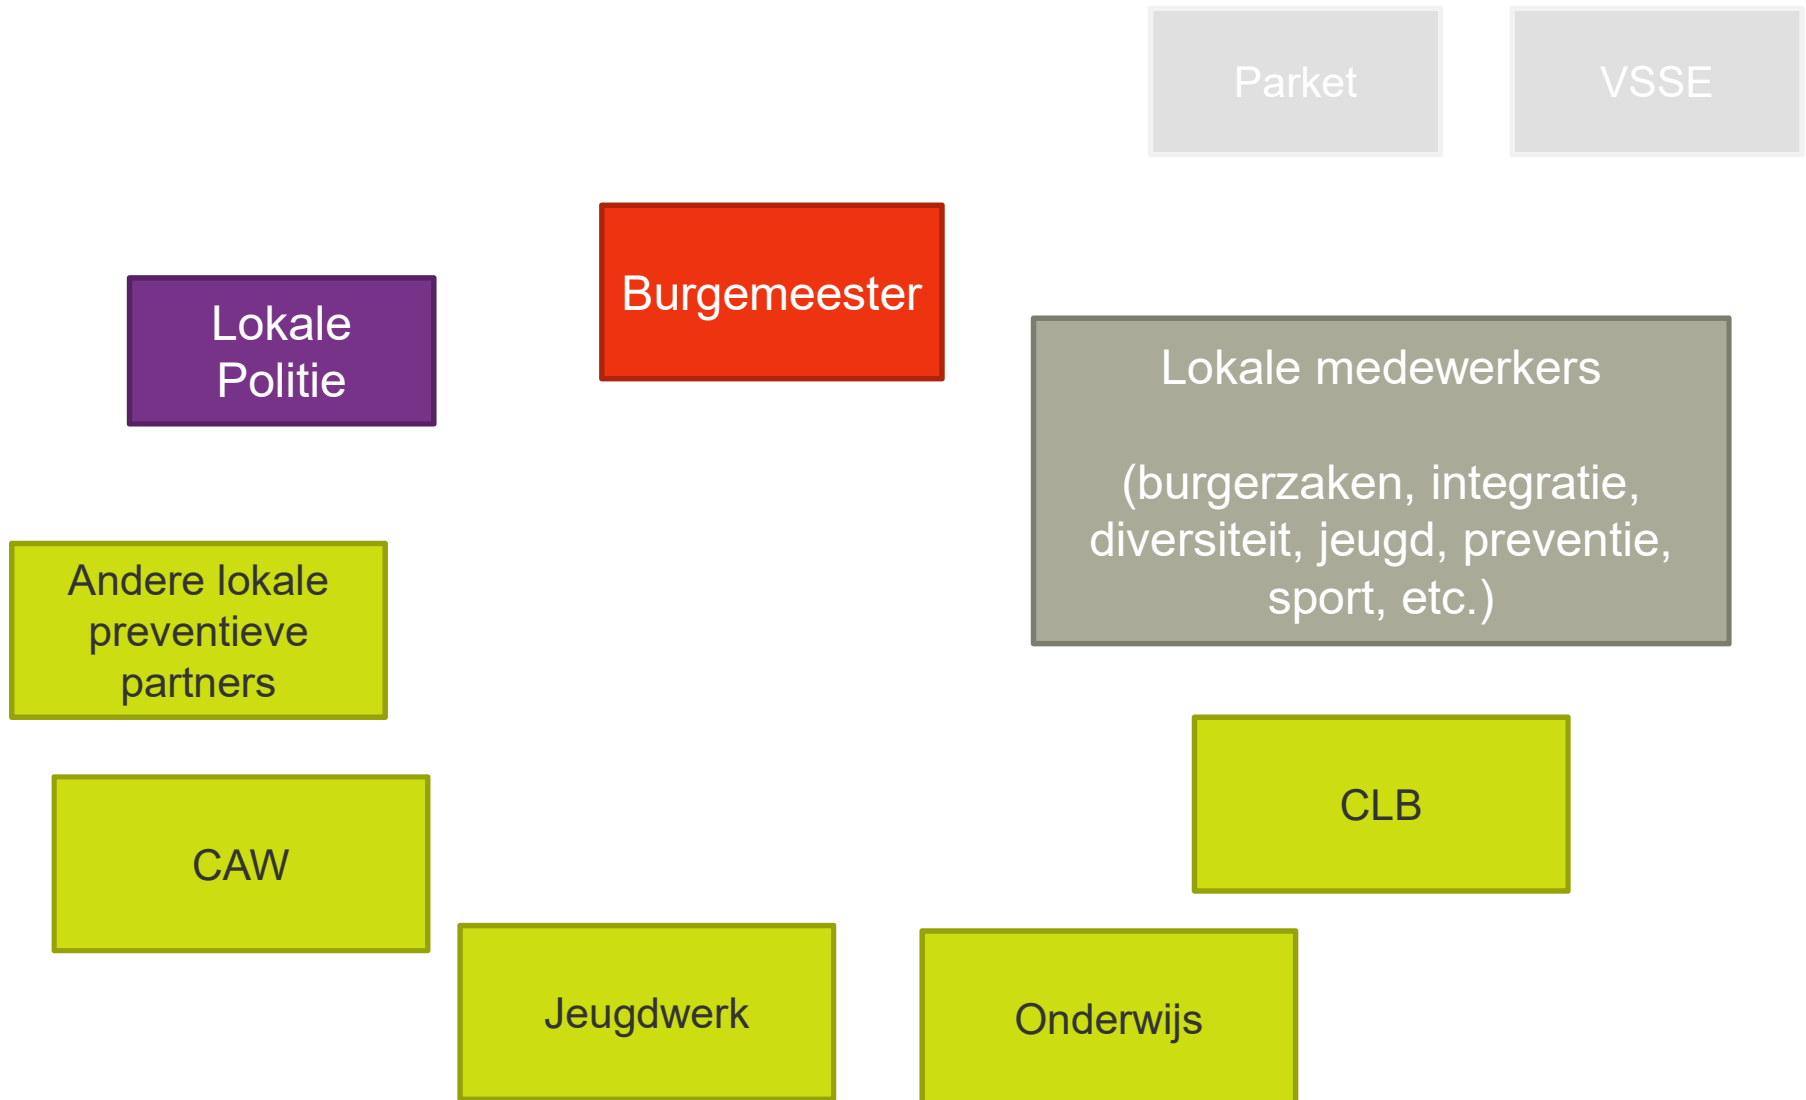 Parket
VSSE
Burgemeester
Lokale
Politie
Lokale medewerkers
(burgerzaken, integratie,
diversiteit, jeugd, preventie,
sport, etc.)
Andere lokale
preventieve
partners
CLB
CAW
Jeugdwerk
Onderwijs